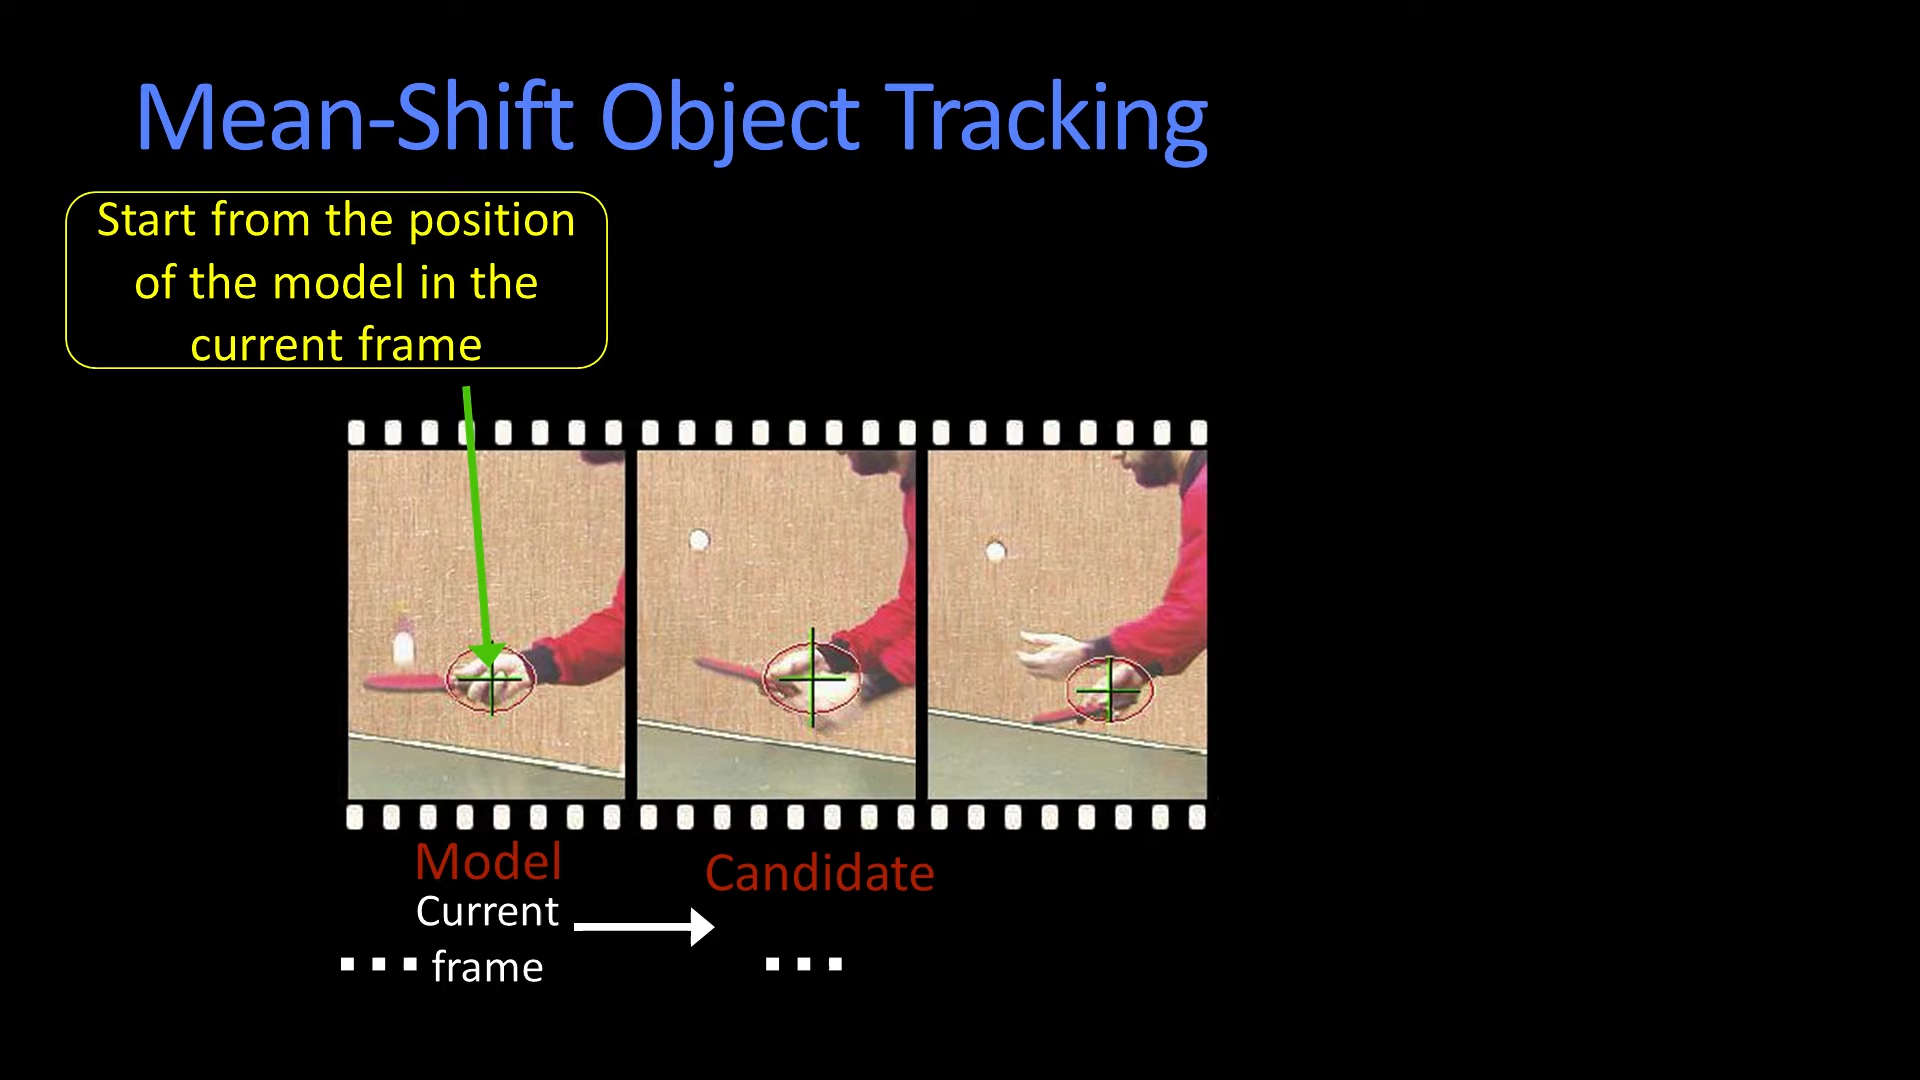 Mean-Shift Object Tracking
Start from the position
of the model in the
current frame
Model
Candidate
Current
... frame
...